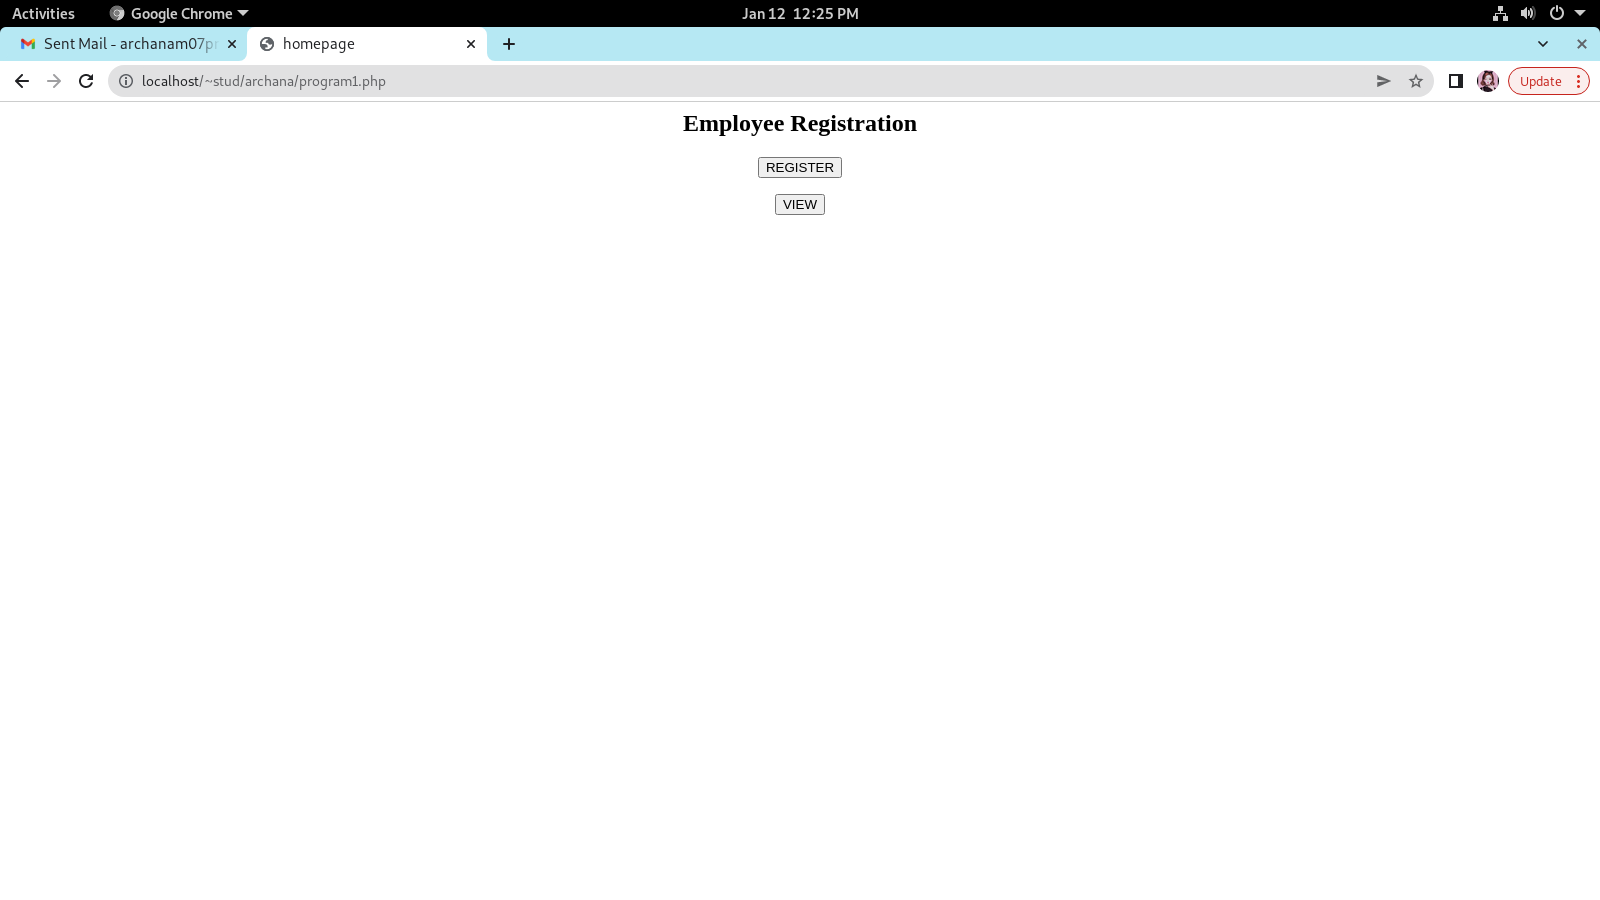 Activities Google Chrome Jan 12 12:25 PM
Sent Mail - archanam07pr homepage
localhost/~stud/archana/program1.php Update
Employee Registration
REGISTER
VIEW